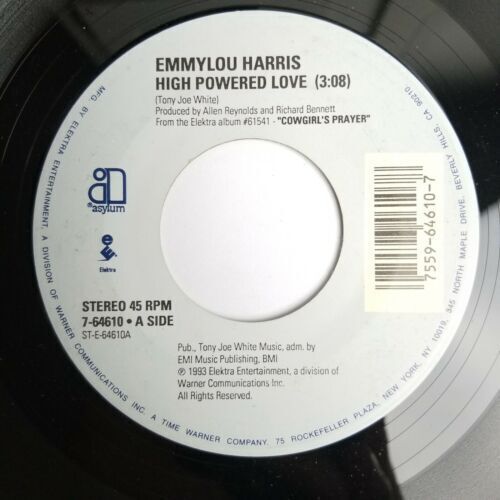 EMMYLOU HARRIS
HIGH POWERED LOVE (3:08)
(Tony Joe White)
Produced by Allen Reynolds and Richard Bennett
From the Elektra album #61541 - "COWGIRL'S PRAYER"
® asylum
Elektra
7559-64610-7
STEREO 45 RPM
7-64610 • A SIDE
ST-E-64610A
Pub., Tony Joe White Music, adm. by
EMI Music Publishing, BMI
℗ 1993 Elektra Entertainment, a division of
Warner Communications Inc.
All Rights Reserved.
MFG. BY ELEKTRA ENTERTAINMENT, A DIVISION OF WARNER COMMUNICATIONS INC. A TIME WARNER COMPANY. 75 ROCKEFELLER PLAZA, NEW YORK, NY, 10019. 345 NORTH MAPLE DRIVE, BEVERLY HILLS, CA 90210